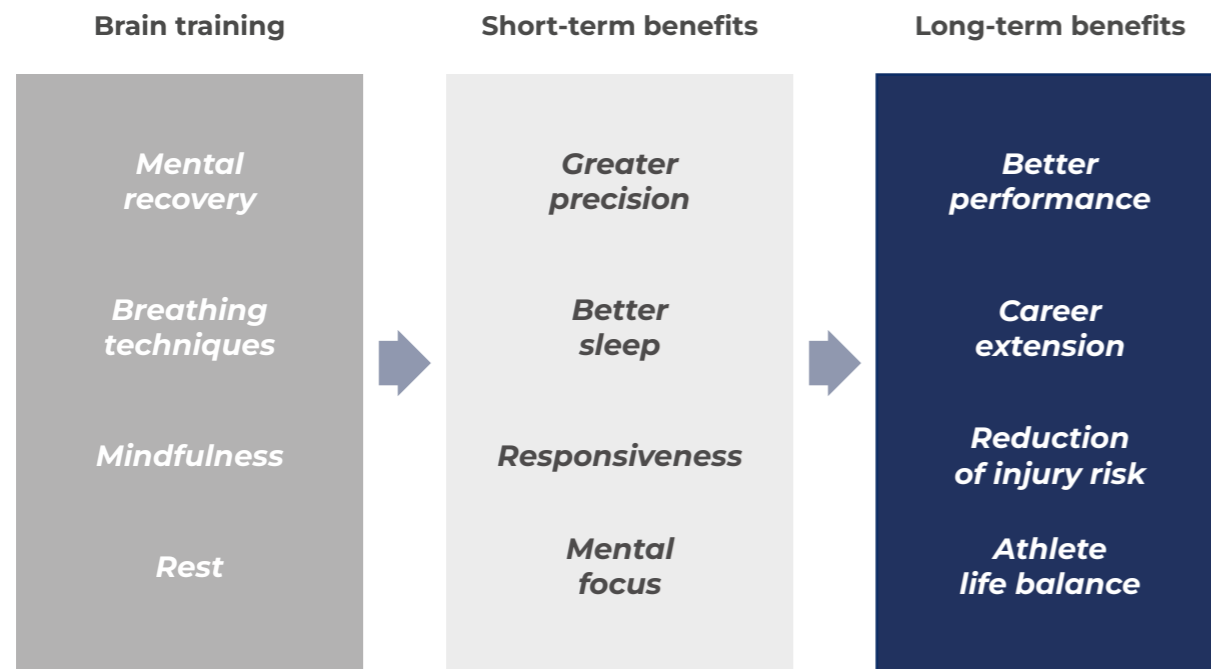 Brain training
Mental
recovery
Breathing
techniques
Mindfulness
Rest
Short-term benefits
Greater
precision
Better
sleep
Responsiveness
Mental
focus
Long-term benefits
Better
performance
Career
extension
Reduction
of injury risk
Athlete
life balance